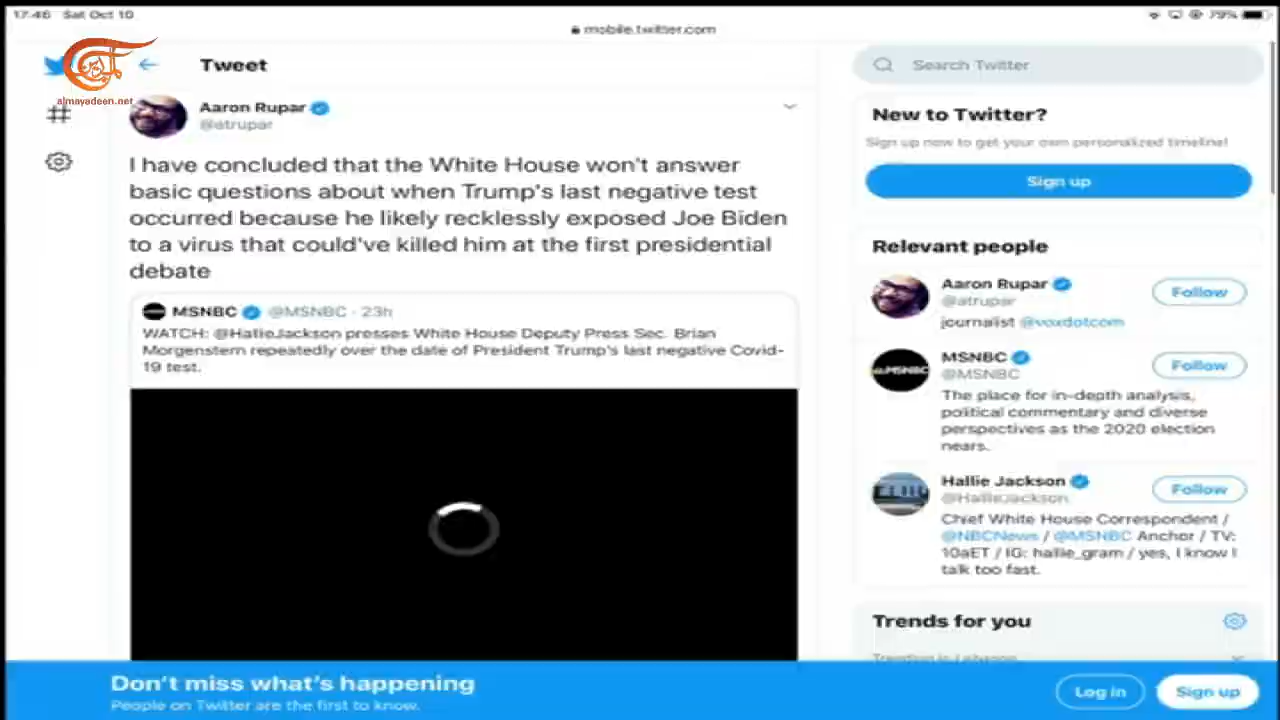 17:46 Sat Oct 10
79%
mobile.twitter.com
almayadeen.net
Tweet
Search Twitter
Aaron Rupar
@atrupar
I have concluded that the White House won't answer
basic questions about when Trump's last negative test
occurred because he likely recklessly exposed Joe Biden
to a virus that could've killed him at the first presidential
debate
MSNBC @MSNBC · 23h
WATCH: @HallieJackson presses White House Deputy Press Sec. Brian
Morgenstern repeatedly over the date of President Trump's last negative Covid-
19 test.
New to Twitter?
Sign up now to get your own personalized timeline!
Sign up
Relevant people
Aaron Rupar
@atrupar
Follow
journalist @voxdotcom
MSNBC
@MSNBC
Follow
The place for in-depth analysis,
political commentary and diverse
perspectives as the 2020 election
nears.
Hallie Jackson
@HallieJackson
Follow
Chief White House Correspondent /
@NBCNews / @MSNBC Anchor / TV:
10aET / IG: hallie_gram / yes, I know I
talk too fast.
Trends for you
Trending in Lebanon
Don't miss what's happening
People on Twitter are the first to know.
Log in
Sign up